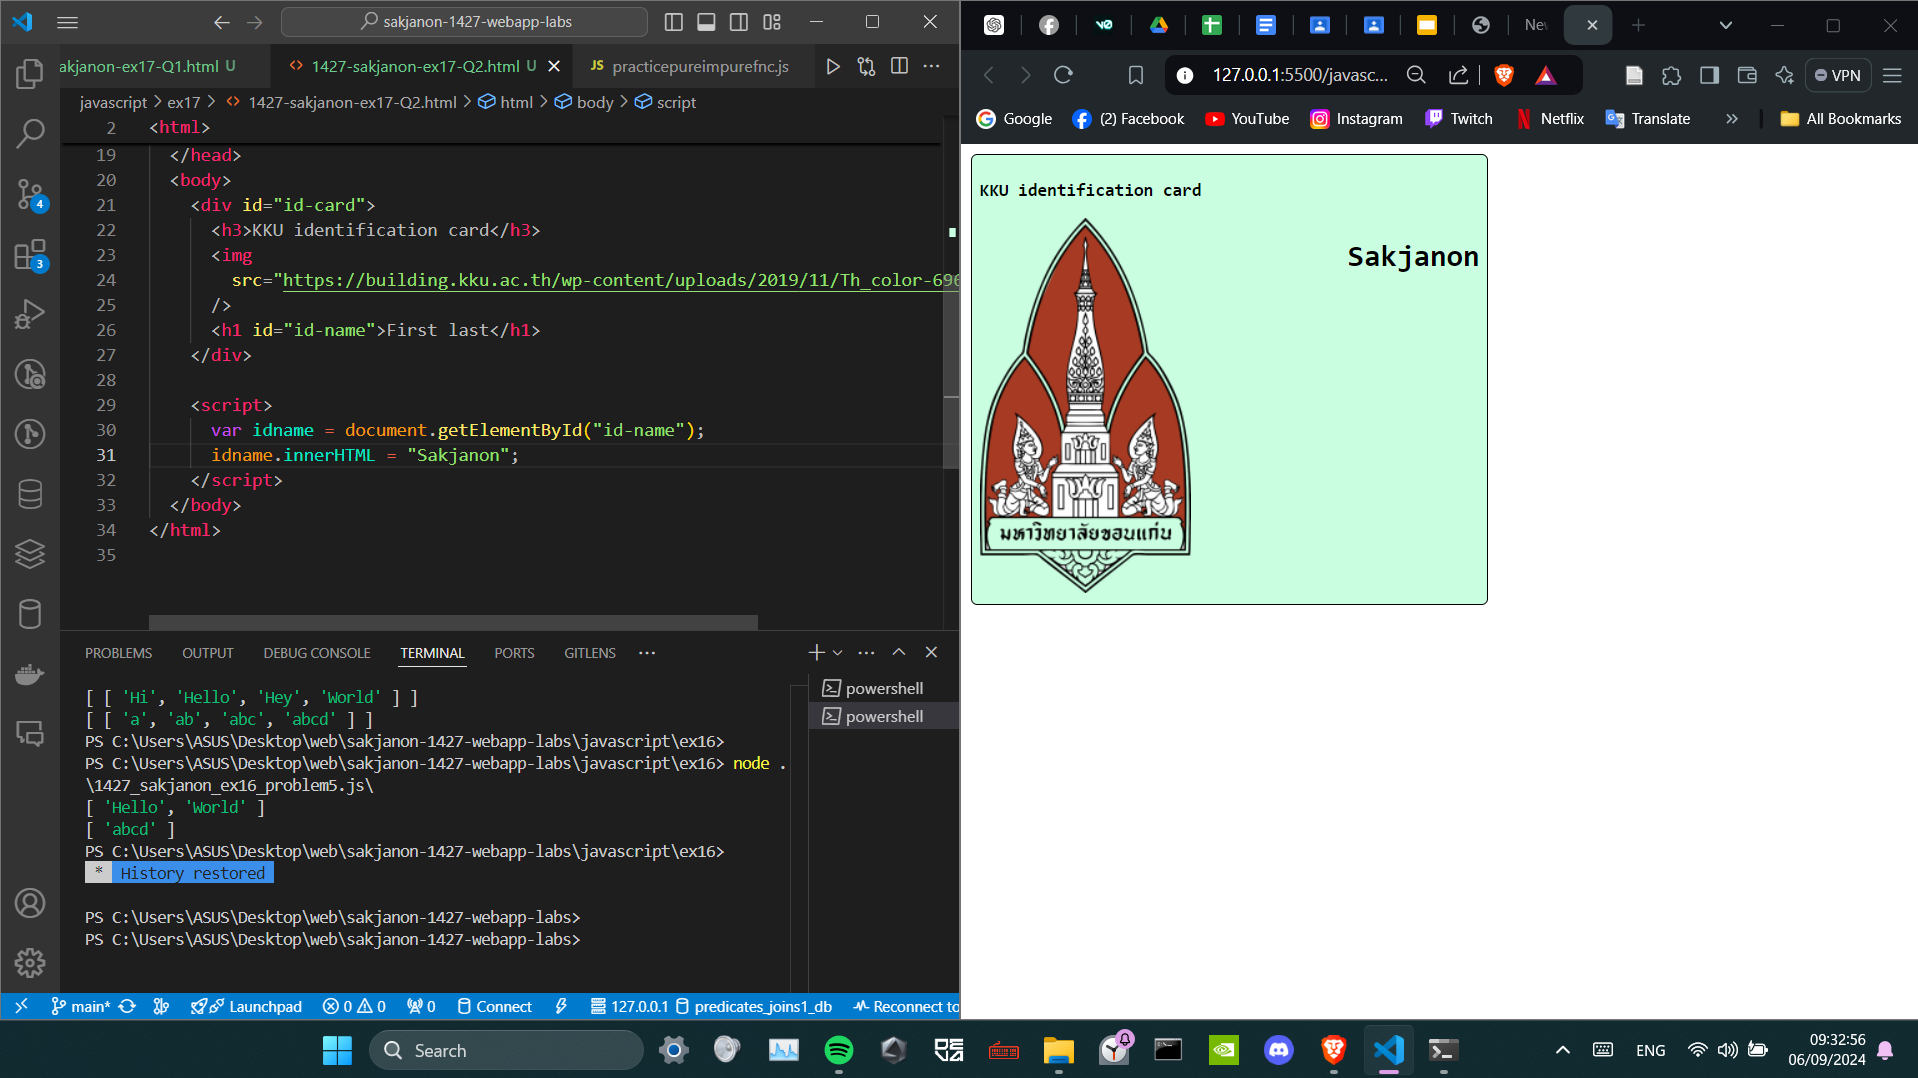 sakjanon-1427-webapp-labs
akjanon-ex17-Q1.html U
1427-sakjanon-ex17-Q2.html U
JS practicepureimpurefnc.js
javascript > ex17 > 1427-sakjanon-ex17-Q2.html > html > body > script
2 <html>
19 </head>
20 <body>
21 <div id="id-card">
22 <h3>KKU identification card</h3>
23 <img
24 src="https://building.kku.ac.th/wp-content/uploads/2019/11/Th_color-696
25 />
26 <h1 id="id-name">First last</h1>
27 </div>
28
29 <script>
30 var idname = document.getElementById("id-name");
31 idname.innerHTML = "Sakjanon";
32 </script>
33 </body>
34 </html>
35
4
3
PROBLEMS OUTPUT DEBUG CONSOLE TERMINAL PORTS GITLENS
powershell
powershell
[ [ 'Hi', 'Hello', 'Hey', 'World' ] ]
[ [ 'a', 'ab', 'abc', 'abcd' ] ]
PS C:\Users\ASUS\Desktop\web\sakjanon-1427-webapp-labs\javascript\ex16>
PS C:\Users\ASUS\Desktop\web\sakjanon-1427-webapp-labs\javascript\ex16> node .
\1427_sakjanon_ex16_problem5.js\
[ 'Hello', 'World' ]
[ 'abcd' ]
PS C:\Users\ASUS\Desktop\web\sakjanon-1427-webapp-labs\javascript\ex16>
* History restored
PS C:\Users\ASUS\Desktop\web\sakjanon-1427-webapp-labs>
PS C:\Users\ASUS\Desktop\web\sakjanon-1427-webapp-labs>
main* Launchpad 0 0 0 Connect 127.0.0.1 predicates_joins1_db Reconnect to
v0
Nev
127.0.0.1:5500/javasc...
VPN
Google (2) Facebook YouTube Instagram Twitch Netflix Translate » All Bookmarks
KKU identification card
Sakjanon
มหาวิทยาลัยขอนแก่น
Search
ENG
09:32:56
06/09/2024